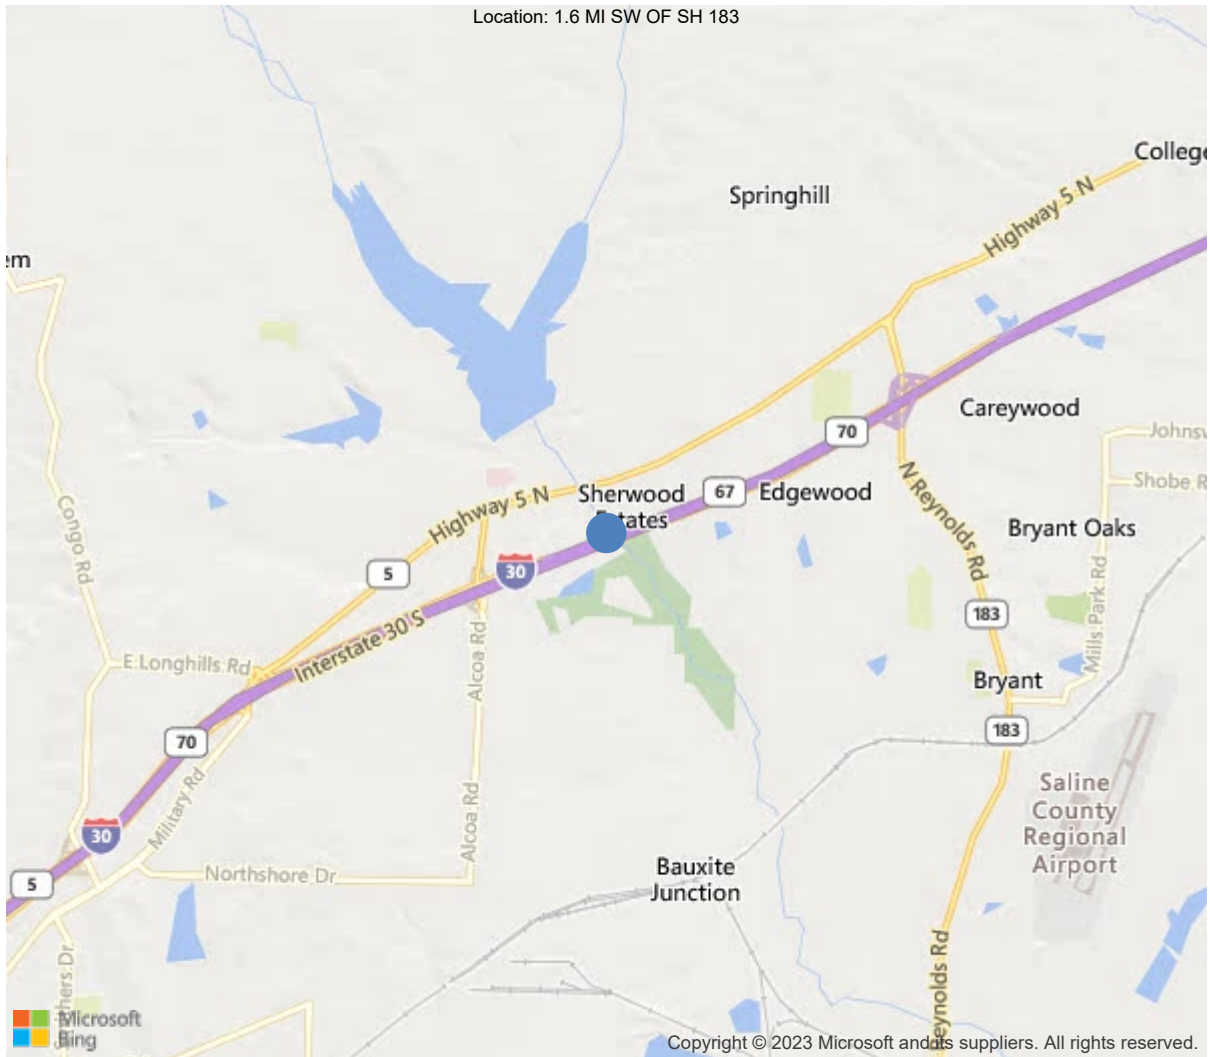 Location: 1.6 MI SW OF SH 183
College
Springhill
Highway 5 N
em
Careywood
70
Johnsw
Shobe R
Sherwood
Estates
67
Edgewood
N Reynolds Rd
Bryant Oaks
Highway 5 N
Congo Rd
5
30
183
Mills Park Rd
Interstate 30 S
E Longhills Rd
Alcoa Rd
Bryant
70
183
Military Rd
Saline
County
Regional
Airport
30
Alcoa Rd
Bauxite
Junction
Northshore Dr
5
Reynolds Rd
Microsoft
Bing
Copyright © 2023 Microsoft and its suppliers. All rights reserved.